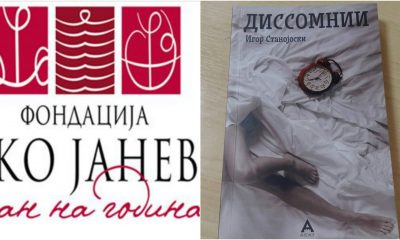 ФОНДАЦИЈА
КО ЈАНЕВ
ан на година
ДИССОМНИИ
Игор Станојоски
А